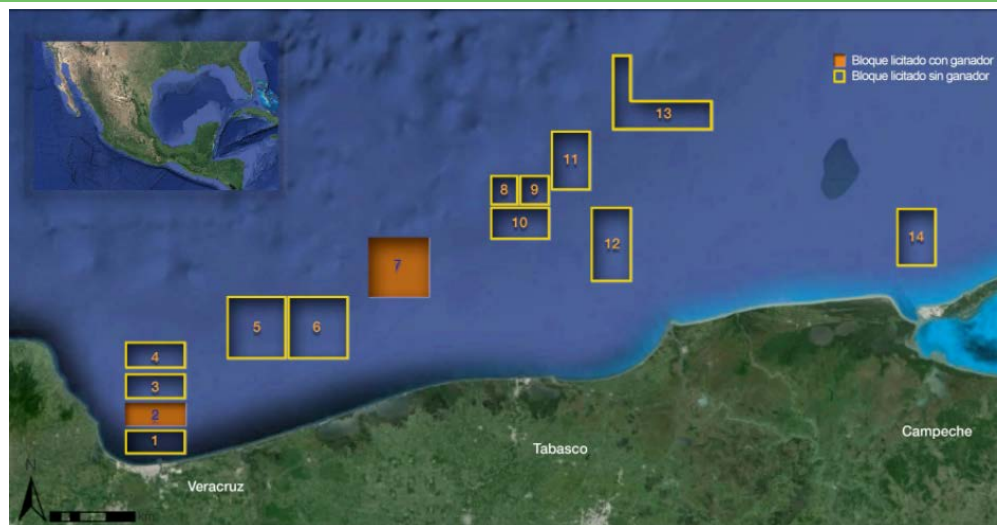 Bloque licitado con ganador
Bloque licitado sin ganador
13
11
8
9
10
12
14
7
5
6
4
3
2
1
Tabasco
Campeche
Veracruz
N